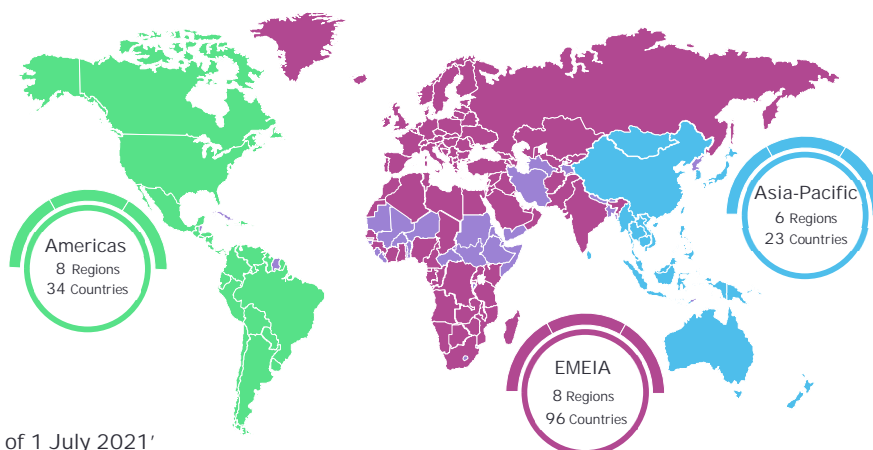 Americas
8 Regions
34 Countries
Asia-Pacific
6 Regions
23 Countries
EMEIA
8 Regions
96 Countries
of 1 July 2021’